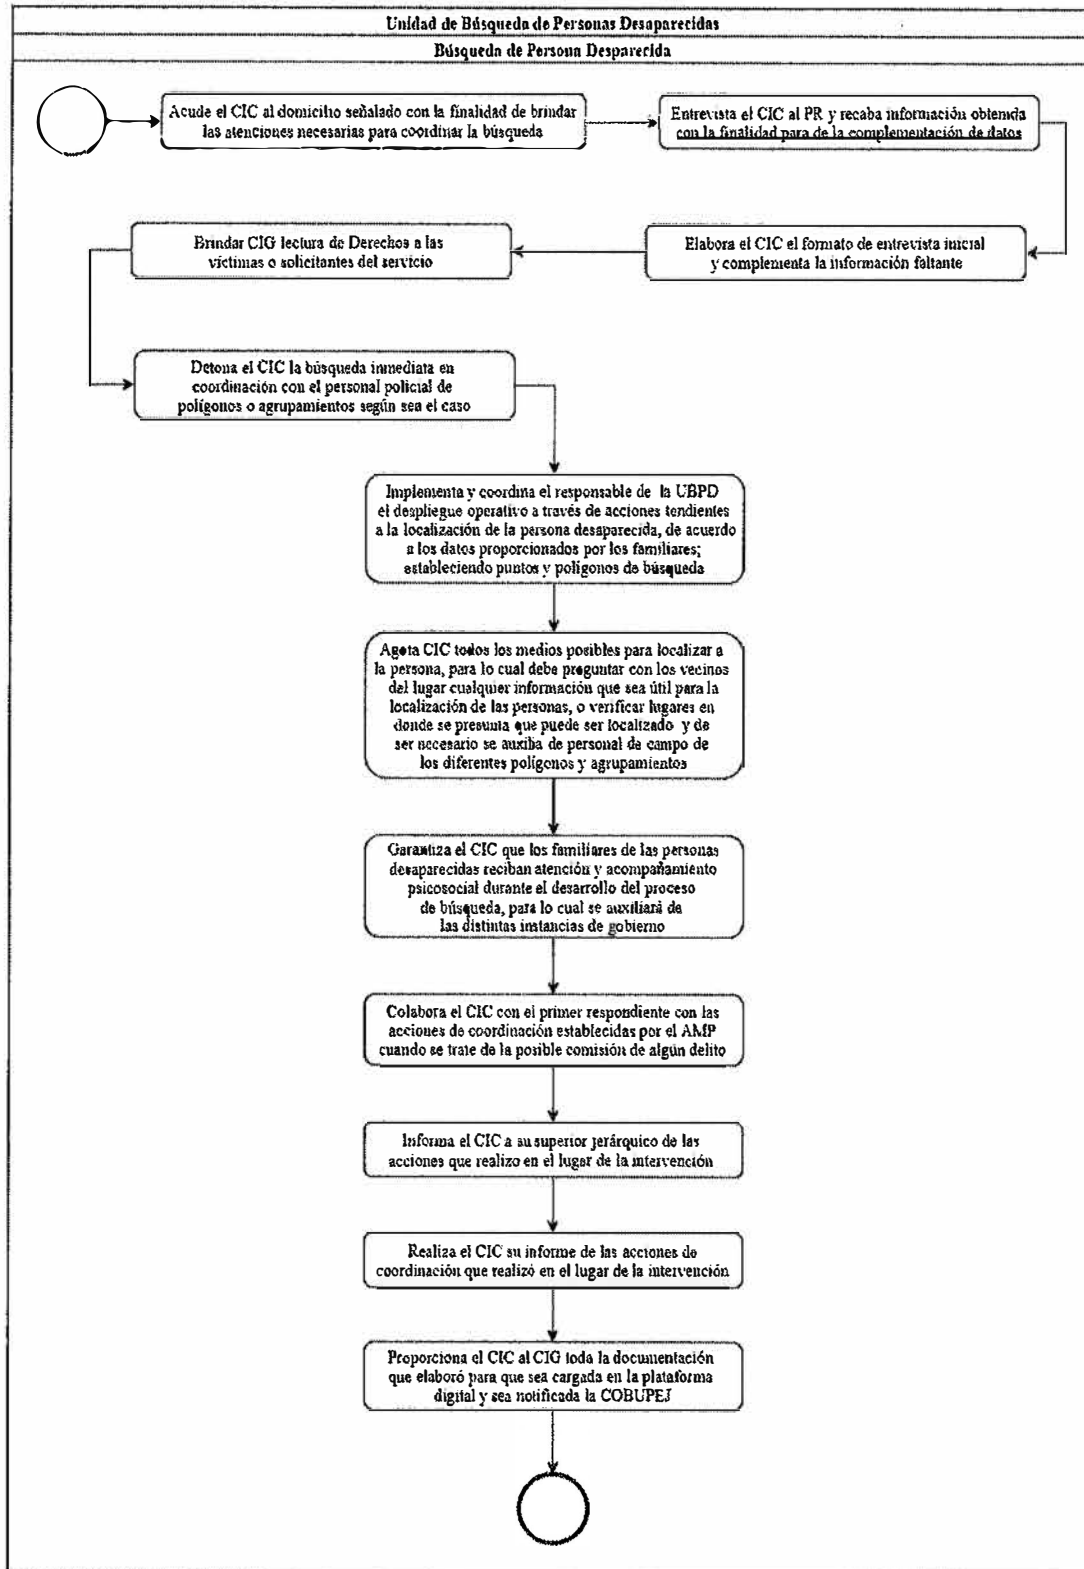 Unidad de Búsqueda de Personas Desaparecidas
Búsqueda de Persona Desparecida
Acude el CIC al domicilio señalado con la finalidad de brindar
las atenciones necesarias para coordinar la búsqueda
Entrevista el CIC al PR y recaba información obtenida
con la finalidad para de la complementación de datos
Elabora el CIC el formato de entrevista inicial
y complementa la información faltante
Brindar CIG lectura de Derechos a las
víctimas o solicitantes del servicio
Detona el CIC la búsqueda inmediata en
coordinación con el personal policial de
polígonos o agrupamientos según sea el caso
Implementa y coordina el responsable de la UBPD
el despliegue operativo a través de acciones tendientes
a la localización de la persona desaparecida, de acuerdo
a los datos proporcionados por los familiares;
estableciendo puntos y polígonos de búsqueda
Agota CIC todos los medios posibles para localizar a
la persona, para lo cual debe preguntar con los vecinos
del lugar cualquier información que sea útil para la
localización de las personas, o verificar lugares en
donde se presuma que puede ser localizado y de
ser necesario se auxilia de personal de campo de
los diferentes polígonos y agrupamientos
Garantiza el CIC que los familiares de las personas
desaparecidas reciban atención y acompañamiento
psicosocial durante el desarrollo del proceso
de búsqueda, para lo cual se auxiliará de
las distintas instancias de gobierno
Colabora el CIC con el primer respondiente con las
acciones de coordinación establecidas por el AMP
cuando se trate de la posible comisión de algún delito
Informa el CIC a su superior jerárquico de las
acciones que realizo en el lugar de la intervención
Realiza el CIC su informe de las acciones de
coordinación que realizó en el lugar de la intervención
Proporciona el CIC al CIG toda la documentación
que elaboró para que sea cargada en la plataforma
digital y sea notificada la COBUPEJ